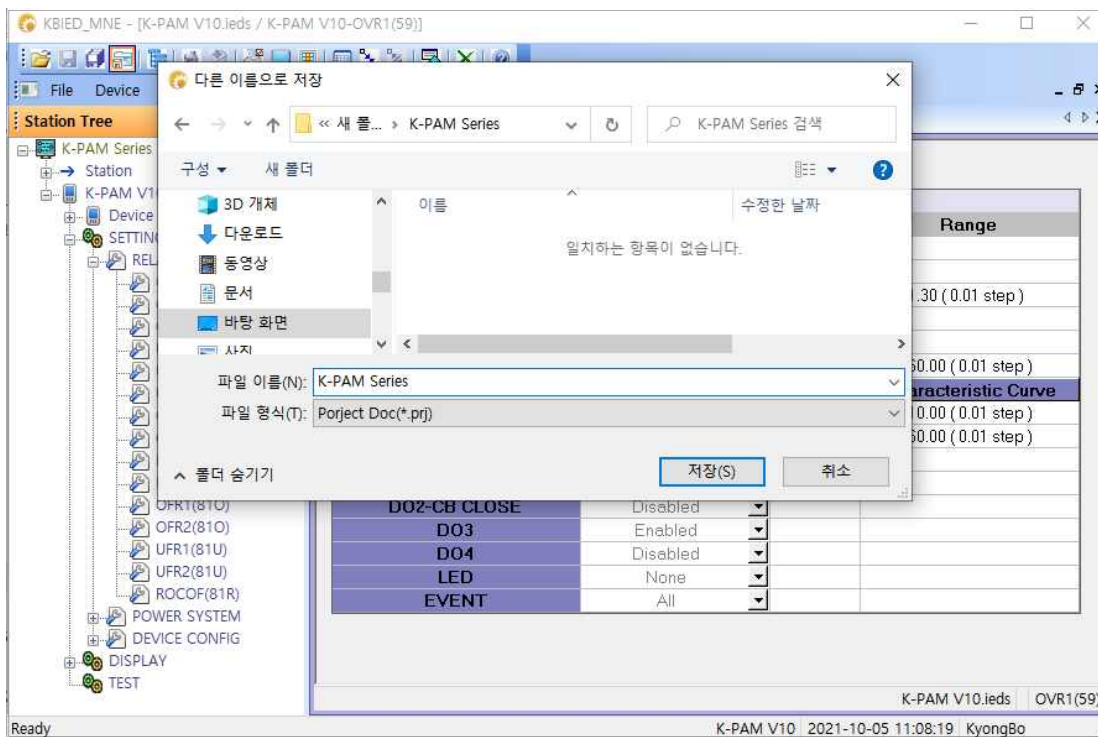 KBIED_MNE - [K-PAM V10.ieds / K-PAM V10-OVR1(59)]
File Device
Station Tree
K-PAM Series
Station
K-PAM V1
Device
SETTIN
REL
OFR1(81O)
OFR2(81O)
UFR1(81U)
UFR2(81U)
ROCOF(81R)
POWER SYSTEM
DEVICE CONFIG
DISPLAY
TEST
다른 이름으로 저장
« 새 폴... › K-PAM Series
K-PAM Series 검색
구성 새 폴더
3D 개체
다운로드
동영상
문서
바탕 화면
사진
이름 수정한 날짜
일치하는 항목이 없습니다.
파일 이름(N): K-PAM Series
파일 형식(T): Porject Doc(*.prj)
폴더 숨기기 저장(S) 취소
Range
.30 ( 0.01 step )
60.00 ( 0.01 step )
aracteristic Curve
0.00 ( 0.01 step )
60.00 ( 0.01 step )
DO2-CB CLOSE Disabled
DO3 Enabled
DO4 Disabled
LED None
EVENT All
K-PAM V10.ieds OVR1(59)
Ready K-PAM V10 2021-10-05 11:08:19 KyongBo